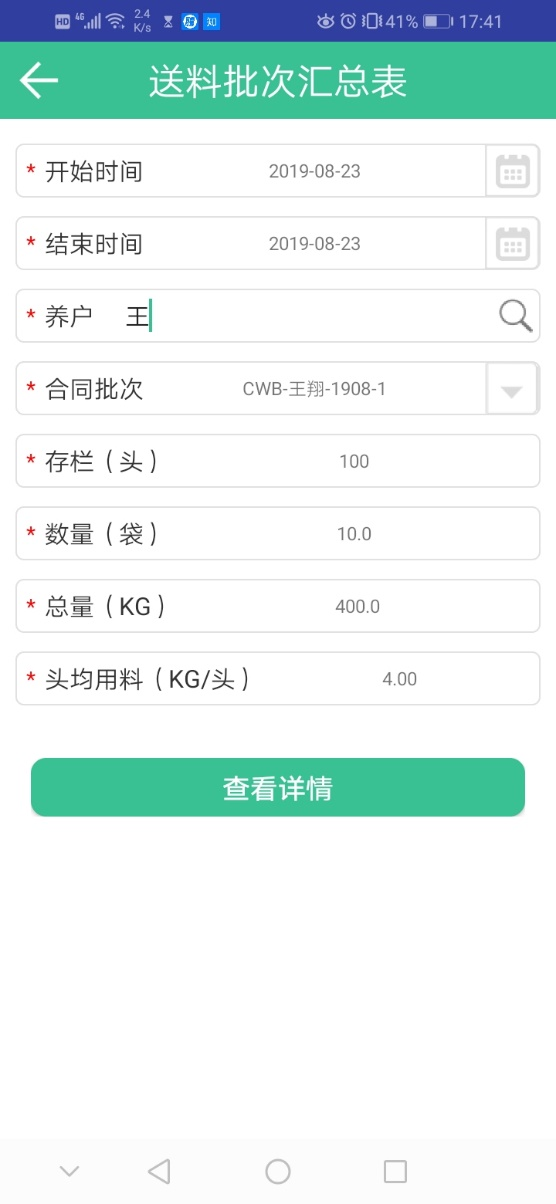 HD 4G 2.4 K/s 知 41% 17:41
送料批次汇总表
* 开始时间 2019-08-23
* 结束时间 2019-08-23
* 养户 王
* 合同批次 CWB-王翔-1908-1
* 存栏（头） 100
* 数量（袋） 10.0
* 总量（KG） 400.0
* 头均用料（KG/头） 4.00
查看详情